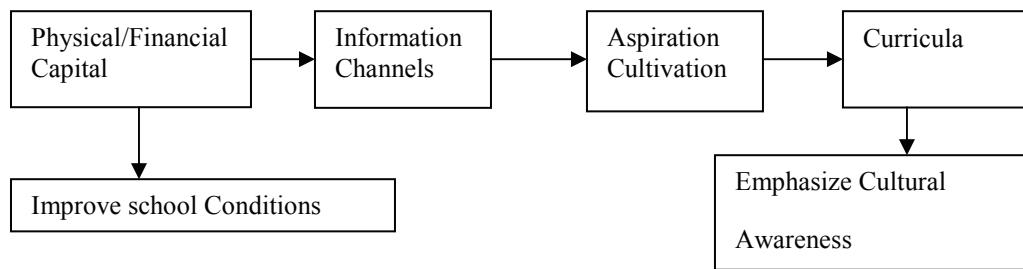 Physical/Financial
Capital
Information
Channels
Aspiration
Cultivation
Curricula
Improve school Conditions
Emphasize Cultural
Awareness